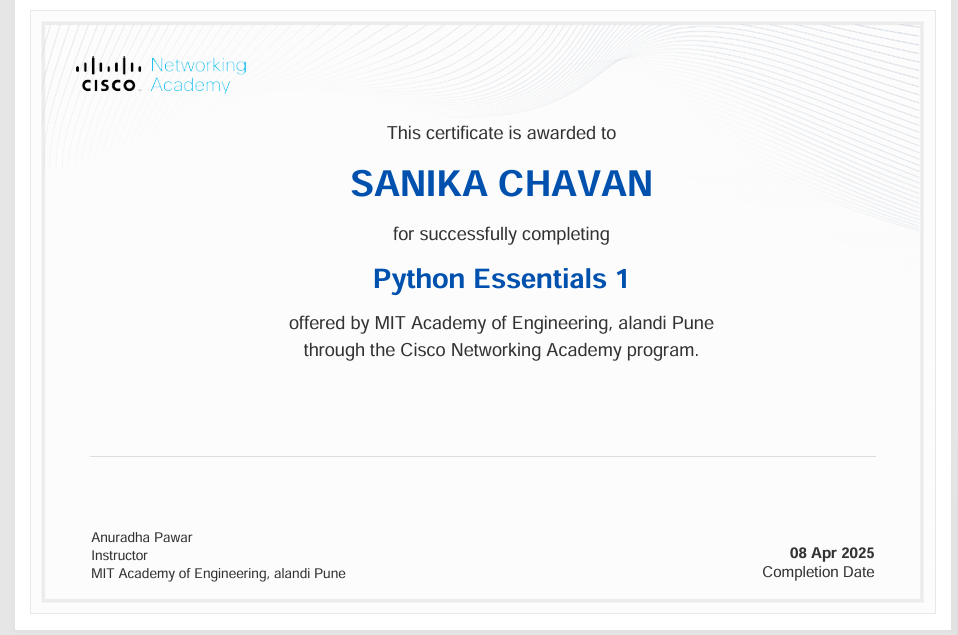 Networking
CISCO Academy
This certificate is awarded to
SANIKA CHAVAN
for successfully completing
Python Essentials 1
offered by MIT Academy of Engineering, alandi Pune
through the Cisco Networking Academy program.
Anuradha Pawar
Instructor
MIT Academy of Engineering, alandi Pune
08 Apr 2025
Completion Date